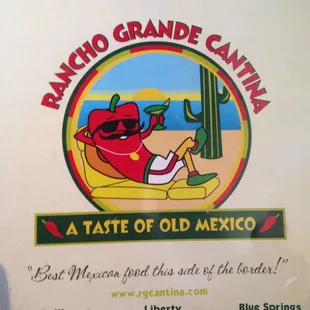 RANCHO GRANDE CANTINA
A TASTE OF OLD MEXICO
"Best Mexican food this side of the border!"
www.rgcantina.com
Liberty Blue Springs